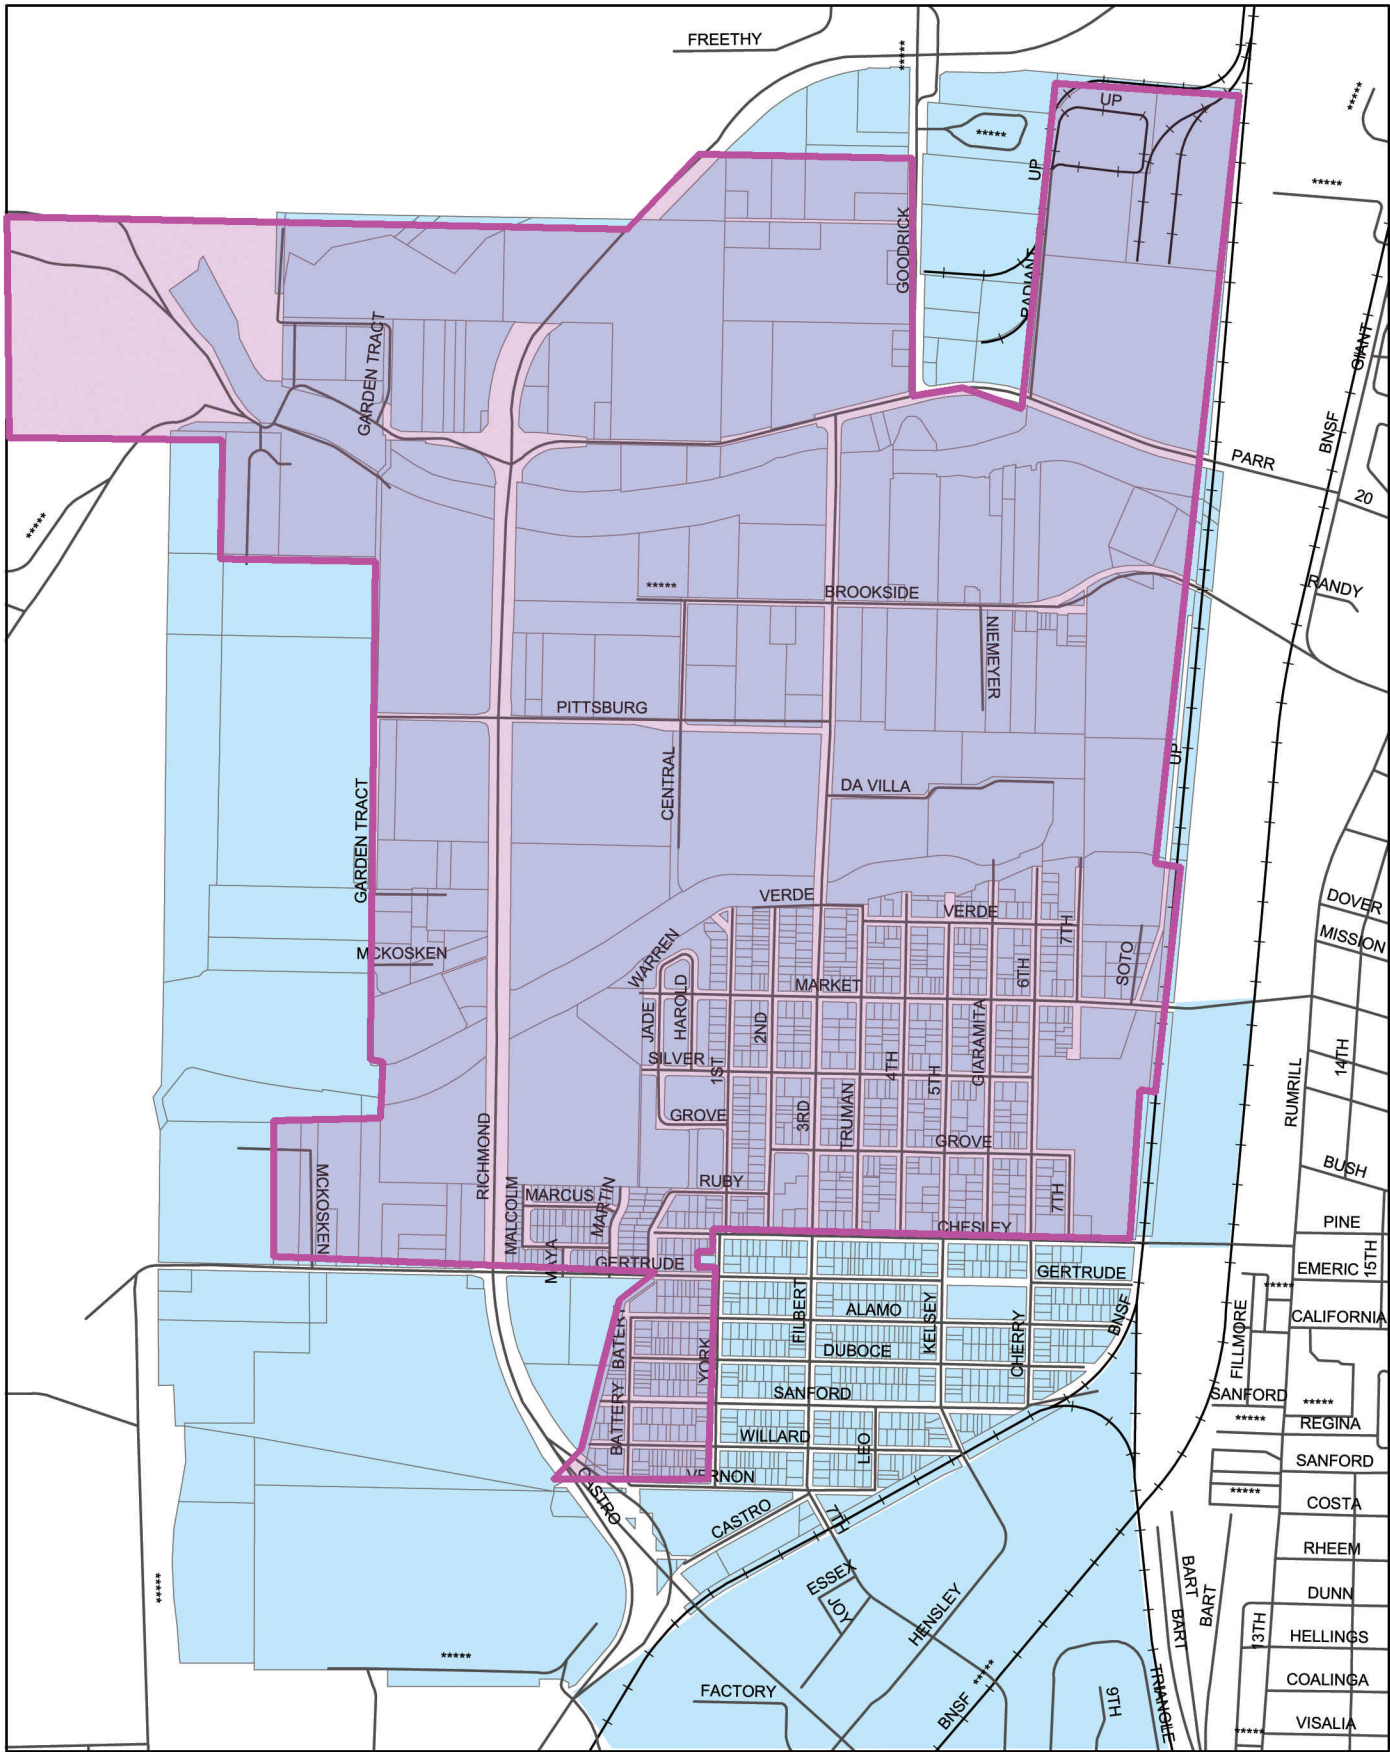 FREETHY
*****
*****
UP
*****
UP
*****
GOODRICK
RADIANT
GIANT
GARDEN TRACT
BNSF
PARR
20
*****
*****
BROOKSIDE
RANDY
NIEMEYER
PITTSBURG
UP
CENTRAL
DA VILLA
GARDEN TRACT
VERDE
VERDE
DOVER
7TH
MISSION
WARREN
MCKOSKEN
SOTO
6TH
MARKET
HAROLD
JADE
2ND
GIARAMITA
SILVER
1ST
4TH
5TH
14TH
RUMRILL
GROVE
3RD
TRUMAN
GROVE
RICHMOND
BUSH
MCKOSKEN
RUBY
MARCUS
MARTIN
7TH
MALCOLM
CHESLEY
PINE
MAYA
GERTRUDE
GERTRUDE
EMERIC
15TH
*****
FILBERT
ALAMO
KELSEY
BNSF
CALIFORNIA
BATERY
YORK
DUBOCE
CHERRY
FILLMORE
SANFORD
SANFORD
*****
BATTERY
*****
REGINA
WILLARD
LEO
SANFORD
VERNON
*****
CASTRO
CASTRO
7TH
COSTA
RHEEM
ESSEX
BART
*****
BART
DUNN
JOY
HENSLEY
BART
13TH
HELLINGS
*****
*****
COALINGA
FACTORY
BNSF
9TH
TRIANGLE
VISALIA
*****